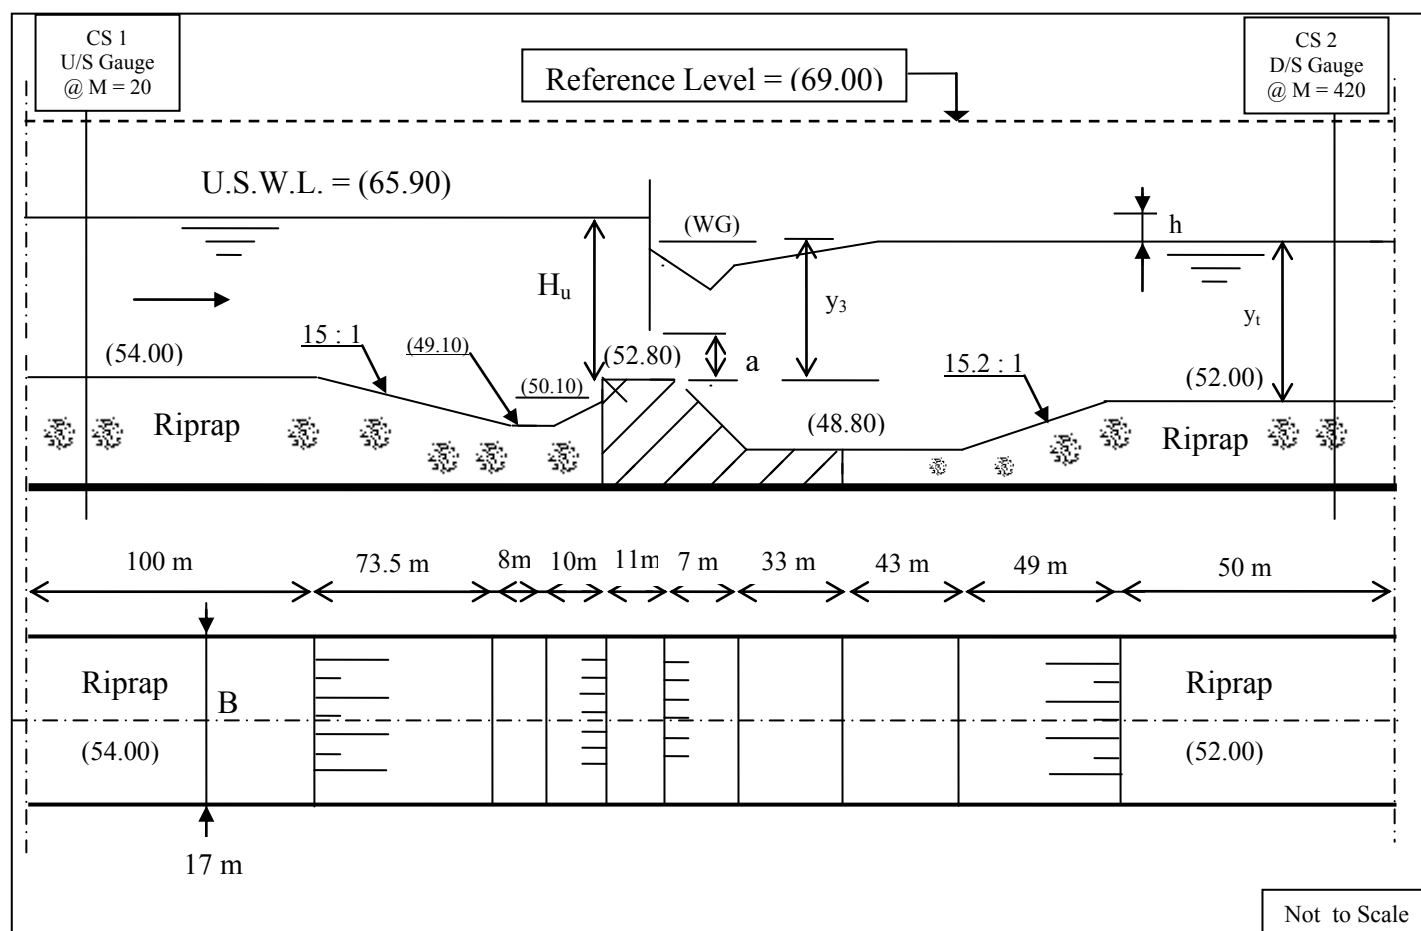 CS 1
U/S Gauge
@ M = 20
CS 2
D/S Gauge
@ M = 420
Reference Level = (69.00)
U.S.W.L. = (65.90)
(WG)
h
Hu
y3
yt
15 : 1
(49.10)
(52.80)
a
(54.00)
(50.10)
15.2 : 1
(52.00)
Riprap
(48.80)
Riprap
100 m
73.5 m
8m
10m
11m
7 m
33 m
43 m
49 m
50 m
Riprap
B
Riprap
(54.00)
(52.00)
17 m
Not to Scale